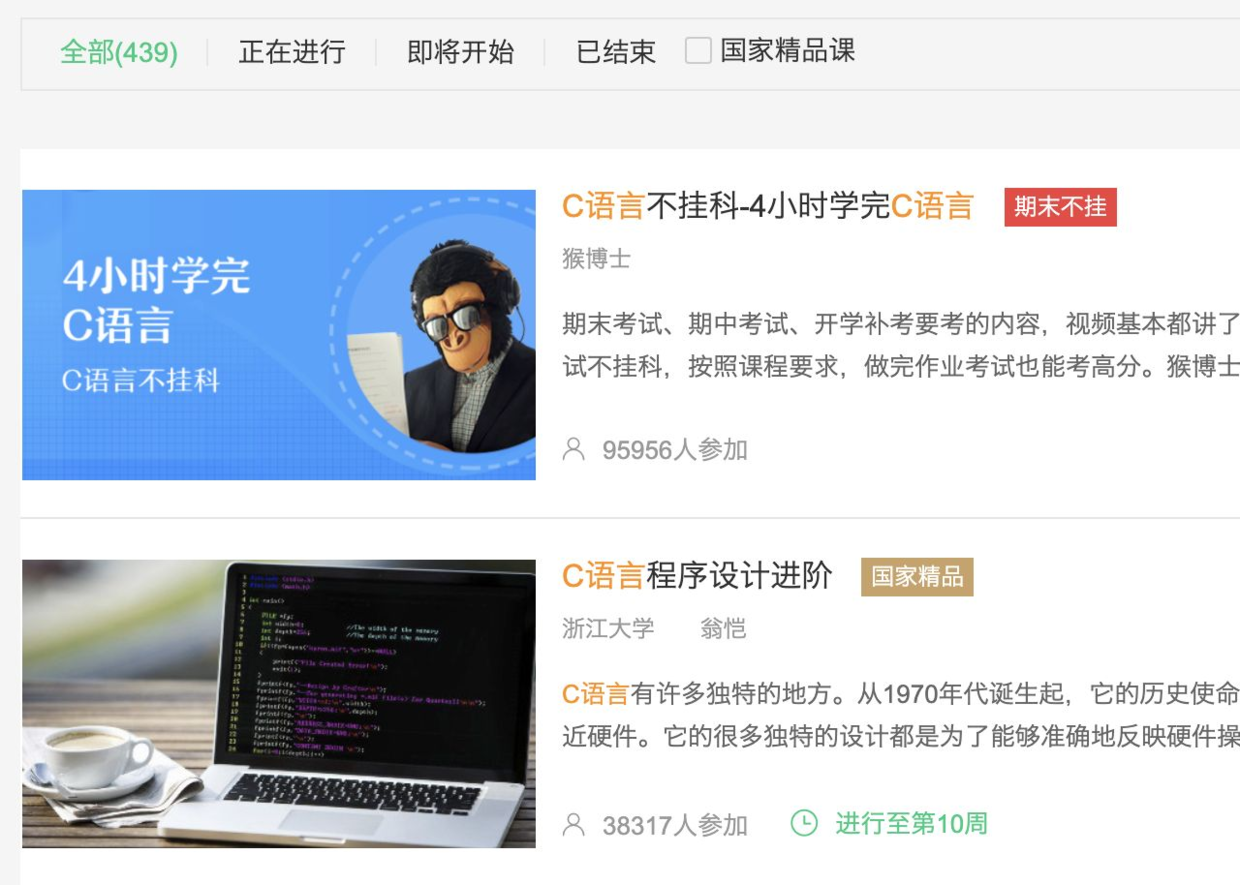 全部(439) 正在进行 即将开始 已结束 国家精品课
4小时学完
C语言
C语言不挂科
C语言不挂科-4小时学完C语言 期末不挂
猴博士
期末考试、期中考试、开学补考要考的内容，视频基本都讲了
试不挂科，按照课程要求，做完作业考试也能考高分。猴博士
95956人参加
C语言程序设计进阶 国家精品
浙江大学 翁恺
C语言有许多独特的地方。从1970年代诞生起，它的历史使命
近硬件。它的很多独特的设计都是为了能够准确地反映硬件操
38317人参加 进行至第10周